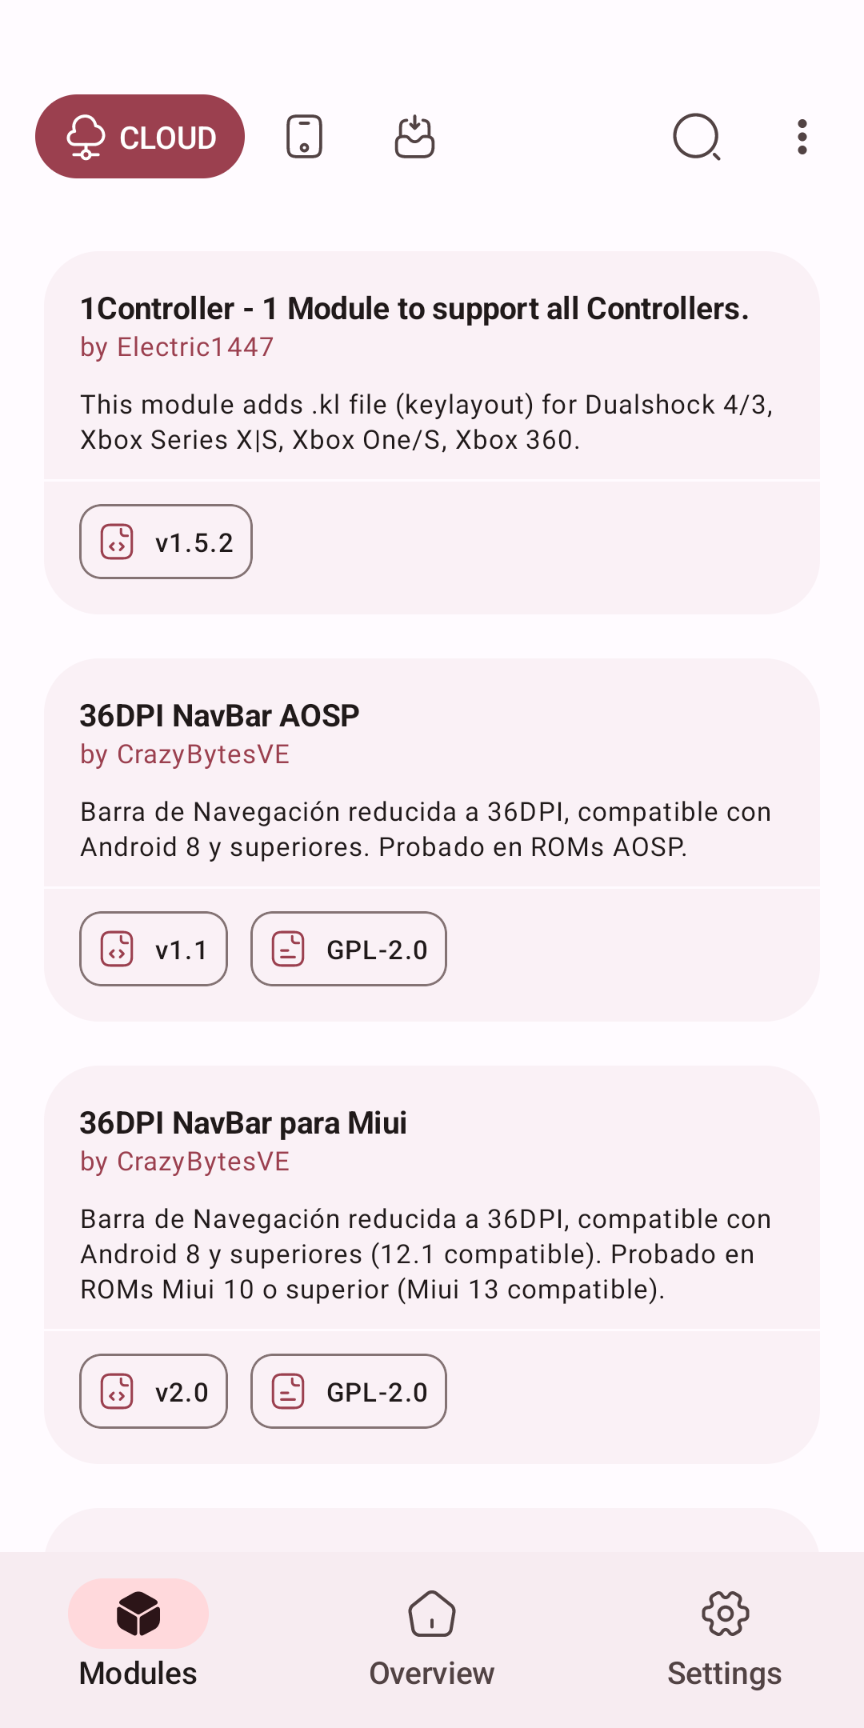 CLOUD
1Controller - 1 Module to support all Controllers.
by Electric1447
This module adds .kl file (keylayout) for Dualshock 4/3,
Xbox Series X|S, Xbox One/S, Xbox 360.
v1.5.2
36DPI NavBar AOSP
by CrazyBytesVE
Barra de Navegación reducida a 36DPI, compatible con
Android 8 y superiores. Probado en ROMs AOSP.
v1.1 GPL-2.0
36DPI NavBar para Miui
by CrazyBytesVE
Barra de Navegación reducida a 36DPI, compatible con
Android 8 y superiores (12.1 compatible). Probado en
ROMs Miui 10 o superior (Miui 13 compatible).
v2.0 GPL-2.0
Modules Overview Settings